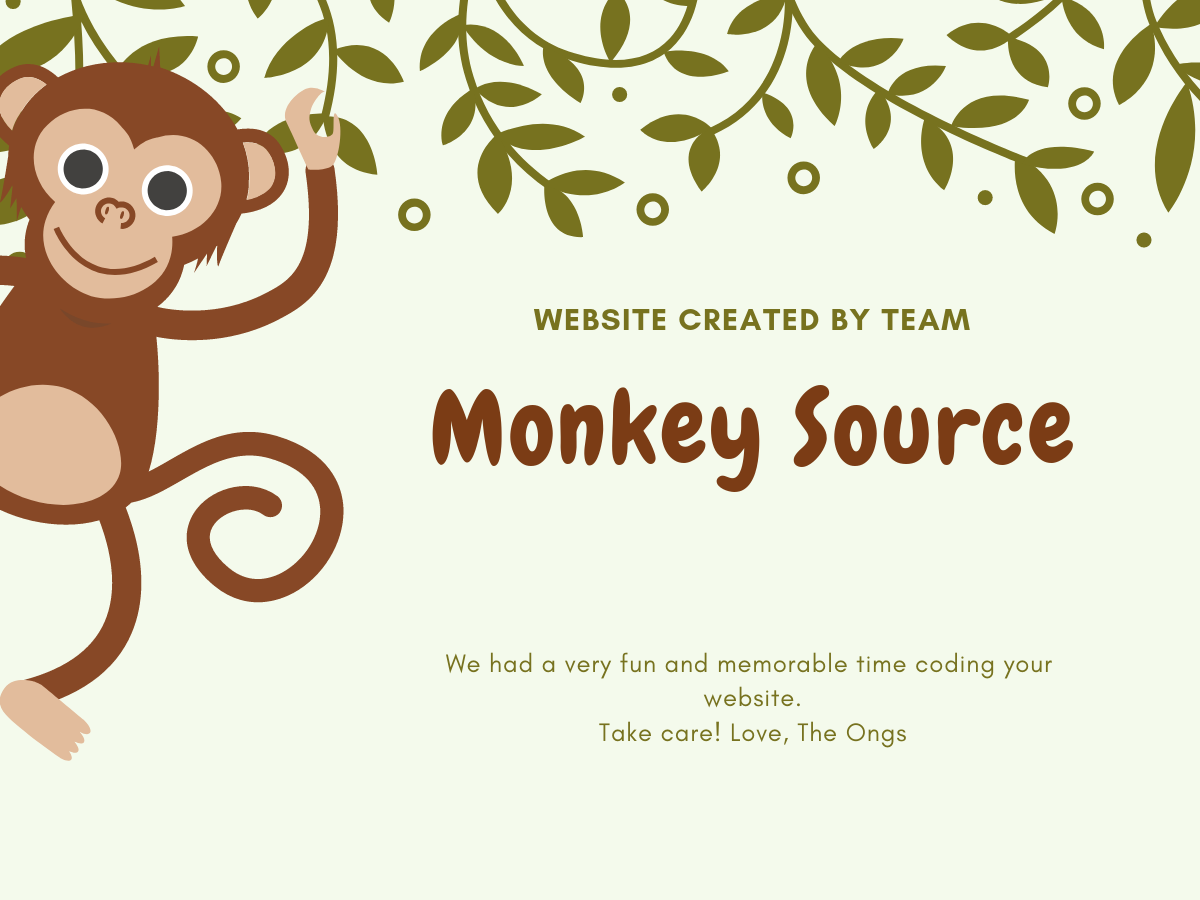 WEBSITE CREATED BY TEAM
Monkey Source
We had a very fun and memorable time coding your
website.
Take care! Love, The Ongs